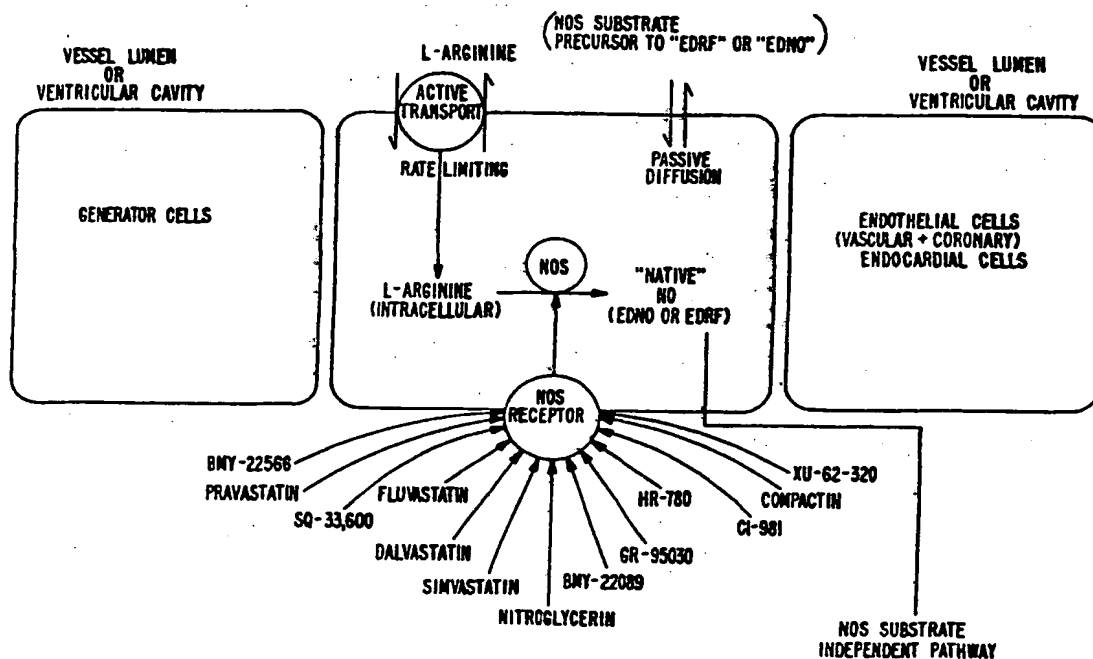 (NOS SUBSTRATE
PRECURSOR TO "EDRF" OR "EDNO")
VESSEL LUMEN
OR
VENTRICULAR CAVITY
L-ARGININE
VESSEL LUMEN
OR
VENTRICULAR CAVITY
ACTIVE
TRANSPORT
RATE LIMITING
PASSIVE
DIFFUSION
GENERATOR CELLS
ENDOTHELIAL CELLS
(VASCULAR + CORONARY)
ENDOCARDIAL CELLS
NOS
L-ARGININE
(INTRACELLULAR)
"NATIVE"
NO
(EDNO OR EDRF)
NOS
RECEPTOR
BMY-22566
PRAVASTATIN
SQ-33,600
FLUVASTATIN
DALVASTATIN
SIMVASTATIN
NITROGLYCERIN
BMY-22089
GR-95030
HR-780
CI-981
COMPACTIN
XU-62-320
NOS SUBSTRATE
INDEPENDENT PATHWAY